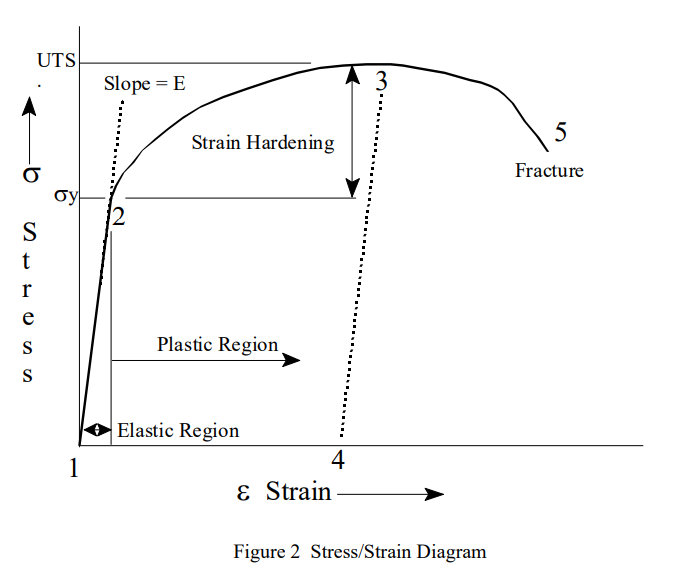 UTS
Slope = E
3
5
Strain Hardening
Fracture
σ
σy
2
Stress
Plastic Region
Elastic Region
1
4
ε Strain
Figure 2 Stress/Strain Diagram